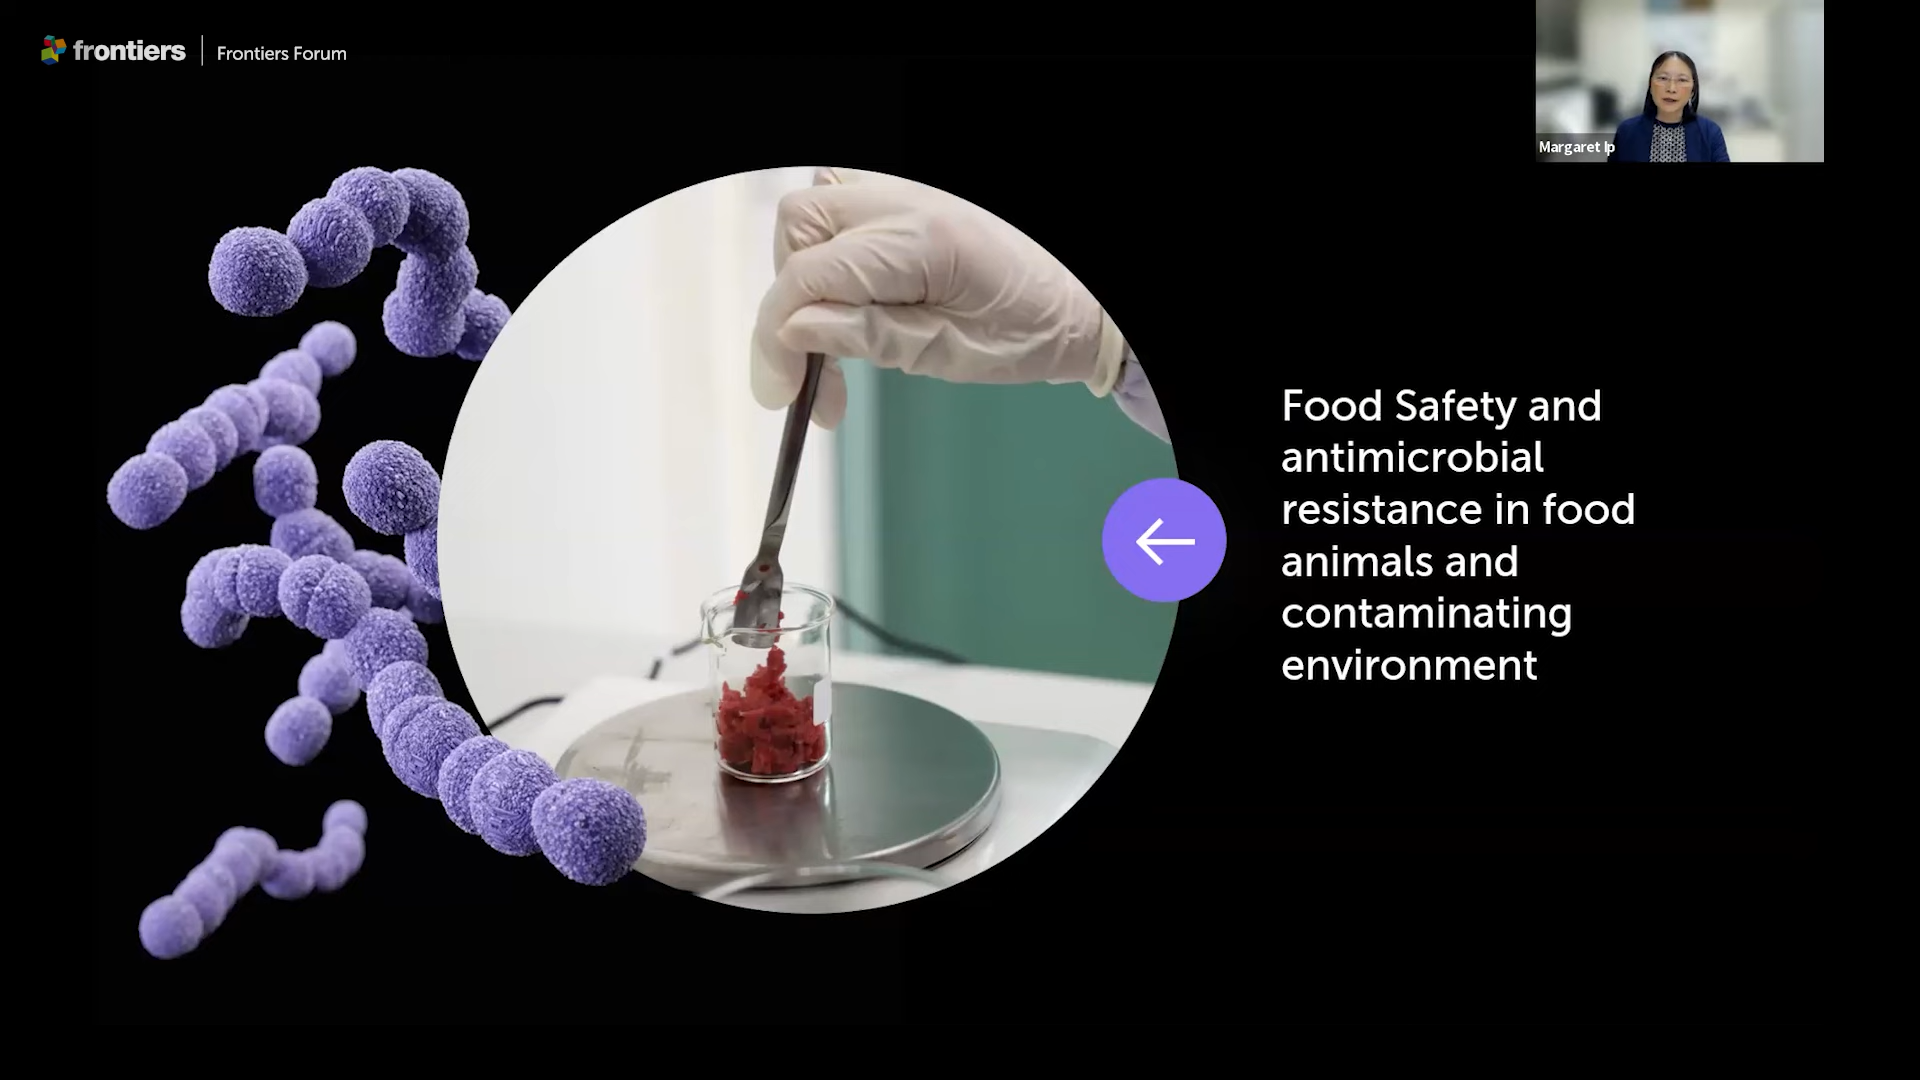 frontiers | Frontiers Forum
Margaret Ip
Food Safety and
antimicrobial
resistance in food
animals and
contaminating
environment